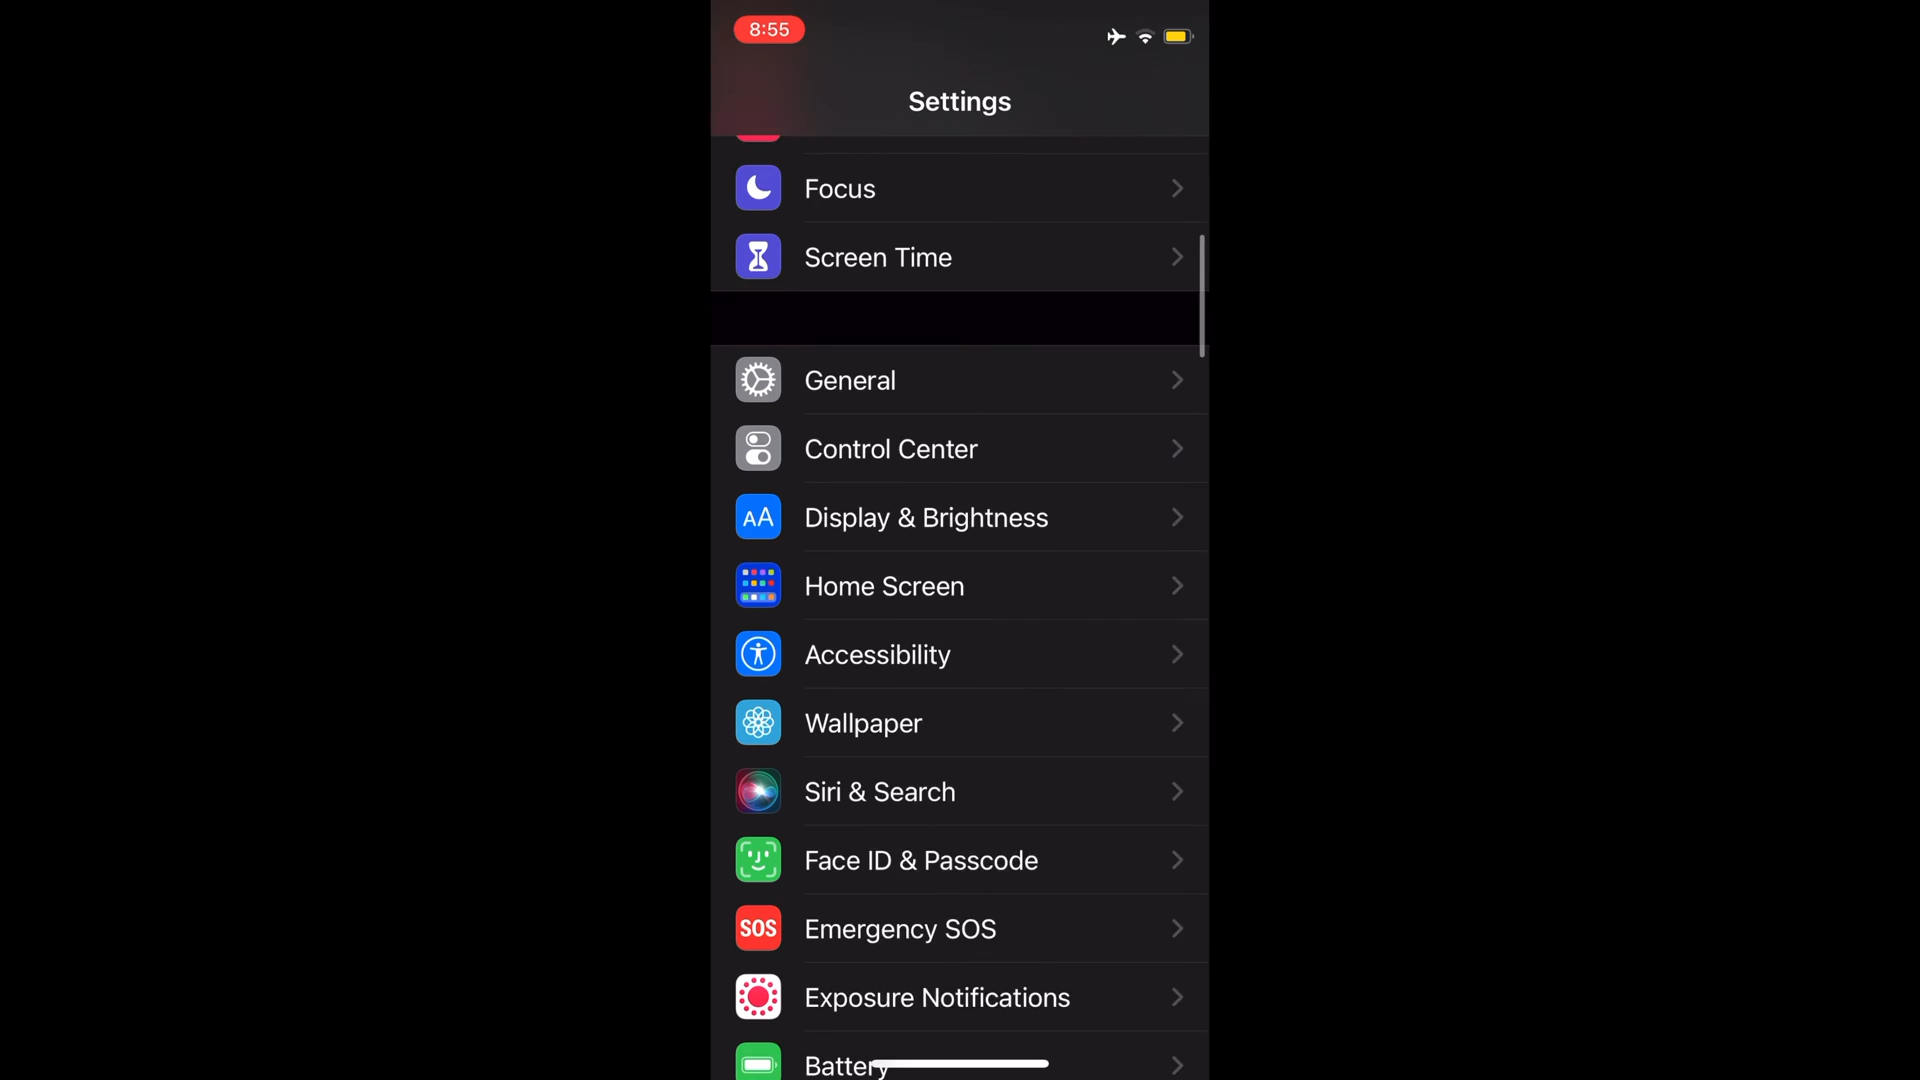 8:55
Settings
Focus
Screen Time
General
Control Center
AA Display & Brightness
Home Screen
Accessibility
Wallpaper
Siri & Search
Face ID & Passcode
SOS Emergency SOS
Exposure Notifications
Battery